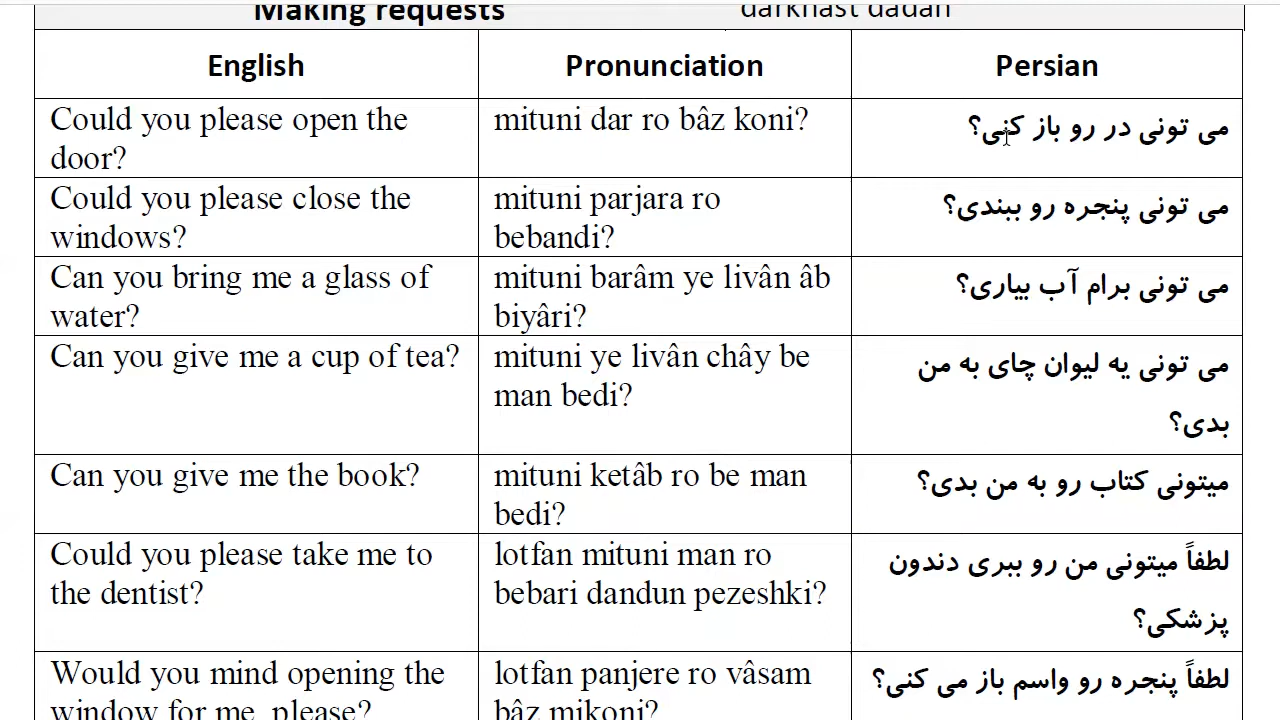 Making requests
darkhast dadan
English
Pronunciation
Persian
Could you please open the
door?
mituni dar ro bâz koni?
می تونی در رو باز کنی؟
Could you please close the
windows?
mituni parjara ro
bebandi?
می تونی پنجره رو ببندی؟
Can you bring me a glass of
water?
mituni barâm ye livân âb
biyâri?
می تونی برام آب بیاری؟
Can you give me a cup of tea?
mituni ye livân chây be
man bedi?
می تونی یه لیوان چای به من
بدی؟
Can you give me the book?
mituni ketâb ro be man
bedi?
میتونی کتاب رو به من بدی؟
Could you please take me to
the dentist?
lotfan mituni man ro
bebari dandun pezeshki?
لطفاً میتونی من رو ببری دندون
پزشکی؟
Would you mind opening the
window for me, please?
lotfan panjere ro vâsam
bâz mikoni?
لطفاً پنجره رو واسم باز می کنی؟